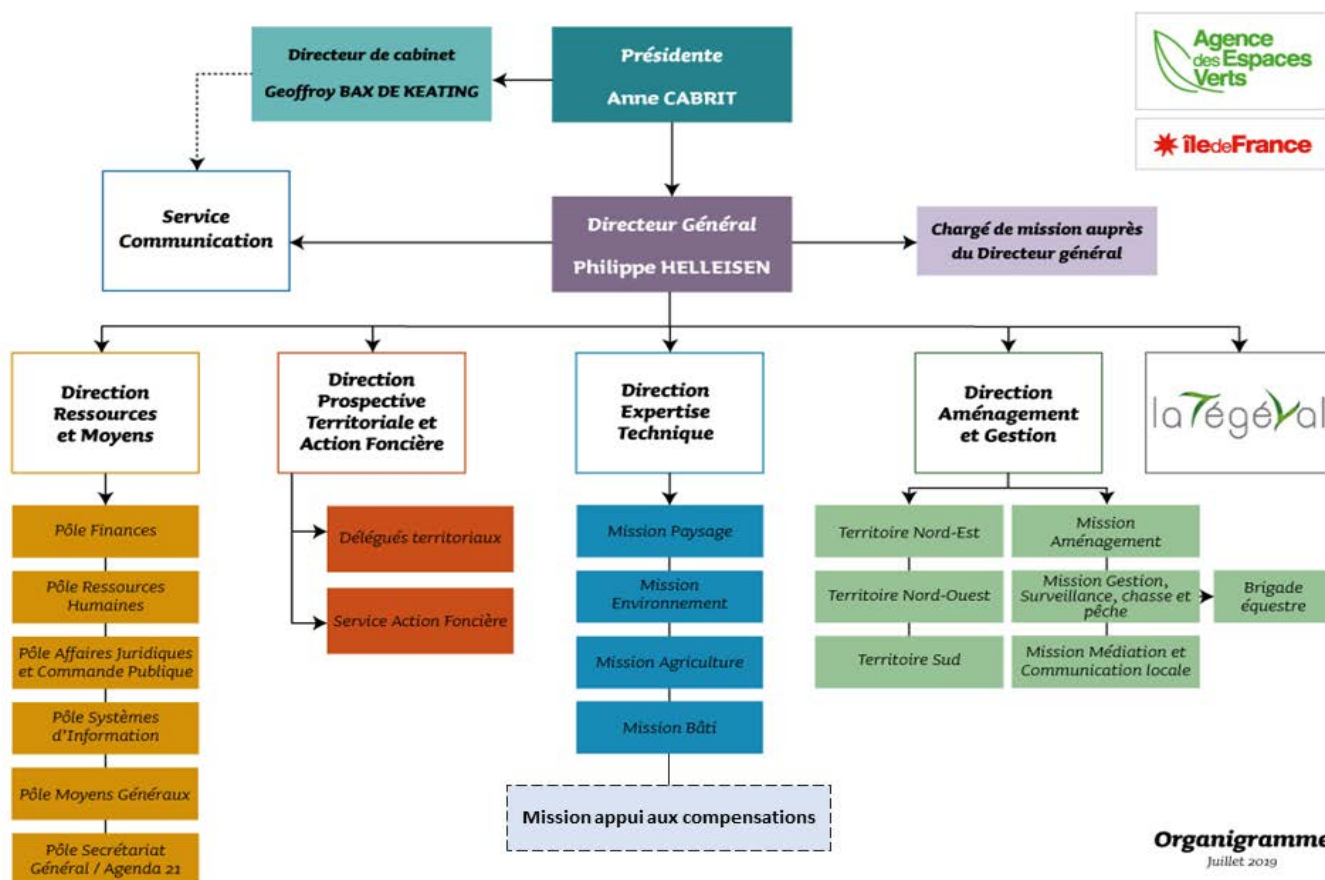 Directeur de cabinet
Geoffroy BAX DE KEATING
Présidente
Anne CABRIT
Agence
des Espaces
Verts
île de France
Service
Communication
Directeur Général
Philippe HELLEISEN
Chargé de mission auprès
du Directeur général
Direction
Ressources
et Moyens
Direction
Prospective
Territoriale et
Action Foncière
Direction
Expertise
Technique
Direction
Aménagement
et Gestion
la TégéVal
Pôle Finances
Pôle Ressources
Humaines
Pôle Affaires Juridiques
et Commande Publique
Pôle Systèmes
d'Information
Pôle Moyens Généraux
Pôle Secrétariat
Général / Agenda 21
Délégués territoriaux
Service Action Foncière
Mission Paysage
Mission
Environnement
Mission Agriculture
Mission Bâti
Mission appui aux compensations
Territoire Nord-Est
Territoire Nord-Ouest
Territoire Sud
Mission
Aménagement
Mission Gestion,
Surveillance, chasse et
pêche
Mission Médiation et
Communication locale
Brigade
équestre
Organigramme
Juillet 2019